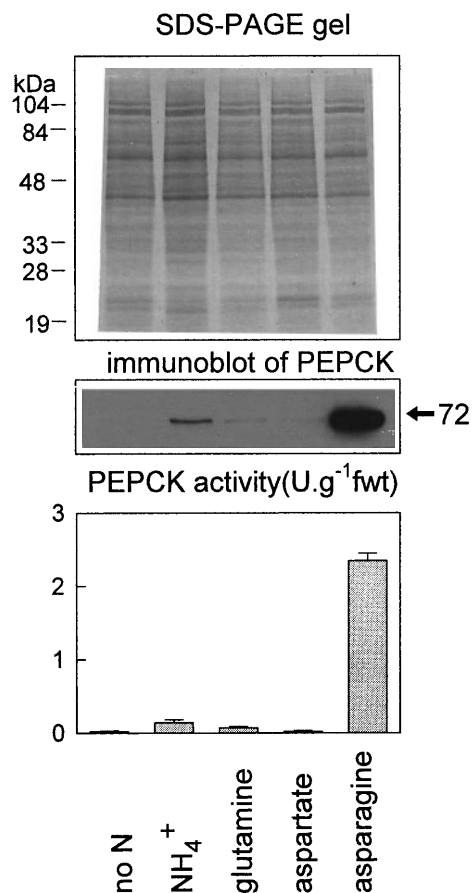 SDS-PAGE gel
kDa
104
84
48
33
28
19
immunoblot of PEPCK
72
PEPCK activity(U.g⁻¹fwt)
3
2
1
0
no N
NH₄⁺
glutamine
aspartate
asparagine